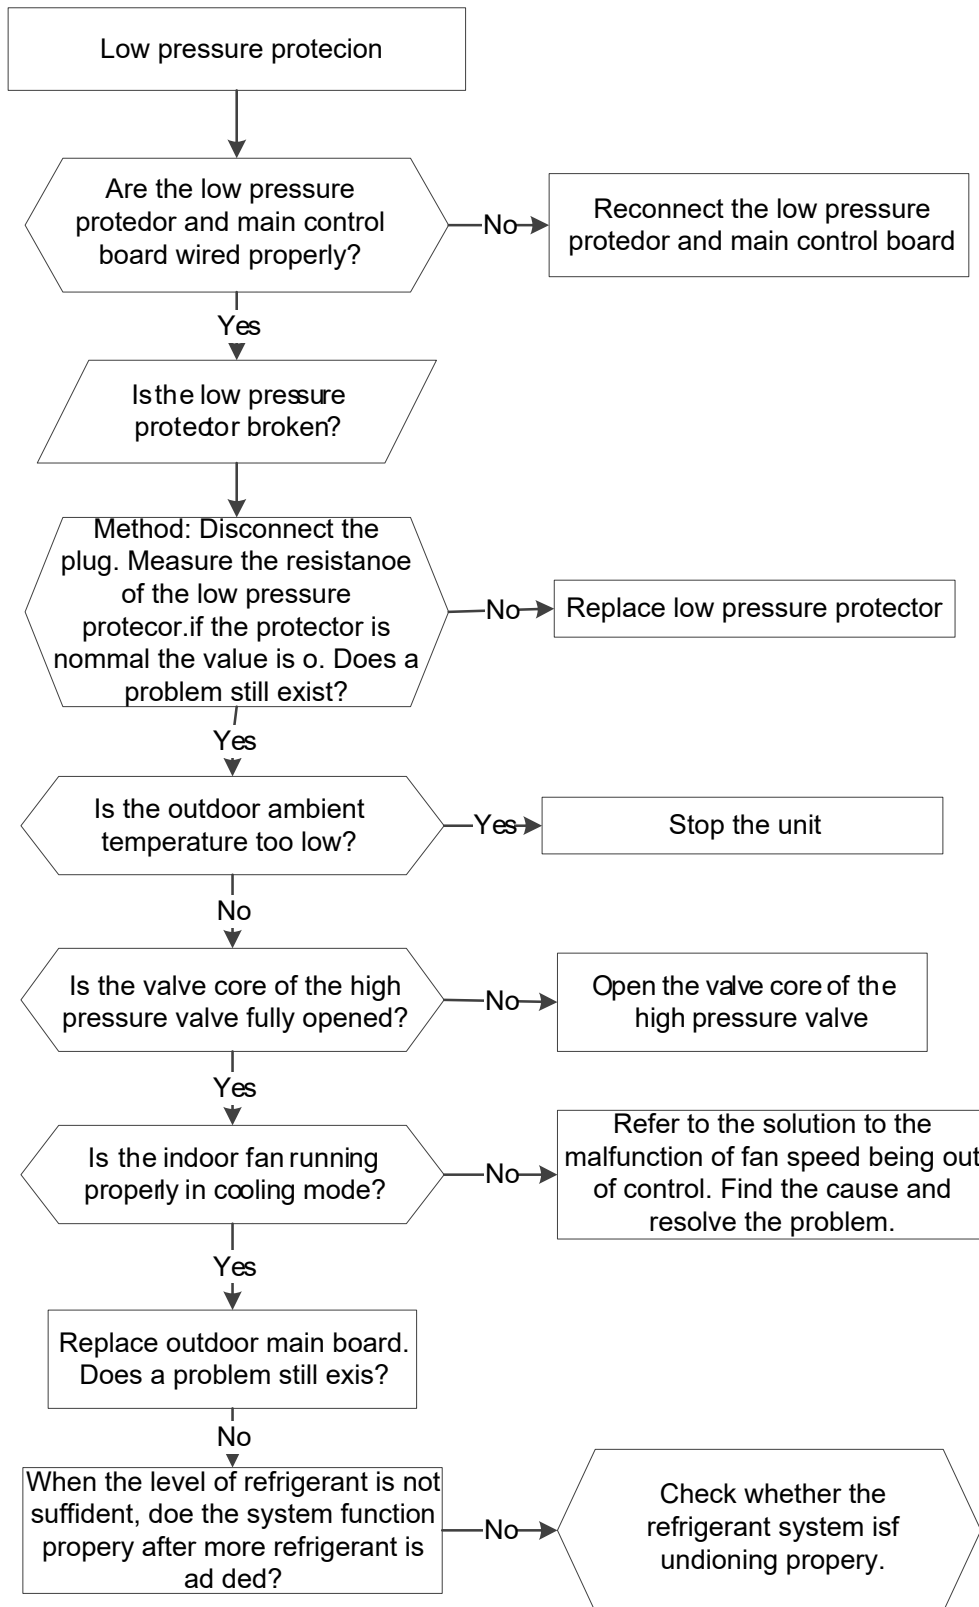 Low pressure protecion
Are the low pressure
protedor and main control
board wired properly?
No
Reconnect the low pressure
protedor and main control board
Yes
Is the low pressure
protedor broken?
Method: Disconnect the
plug. Measure the resistanoe
of the low pressure
protecor.if the protector is
nommal the value is o. Does a
problem still exist?
No
Replace low pressure protector
Yes
Is the outdoor ambient
temperature too low?
Yes
Stop the unit
No
Is the valve core of the high
pressure valve fully opened?
No
Open the valve core of the
high pressure valve
Yes
Is the indoor fan running
properly in cooling mode?
No
Refer to the solution to the
malfunction of fan speed being out
of control. Find the cause and
resolve the problem.
Yes
Replace outdoor main board.
Does a problem still exis?
No
When the level of refrigerant is not
suffident, doe the system function
propery after more refrigerant is
ad ded?
No
Check whether the
refrigerant system isf
undioning propery.